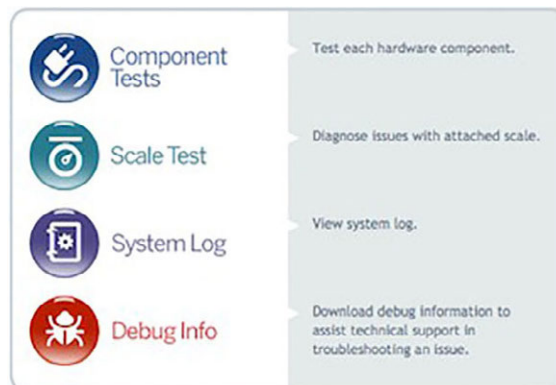 Component
Tests
Test each hardware component.
Scale Test
Diagnose issues with attached scale.
System Log
View system log.
Debug Info
Download debug information to
assist technical support in
troubleshooting an issue.